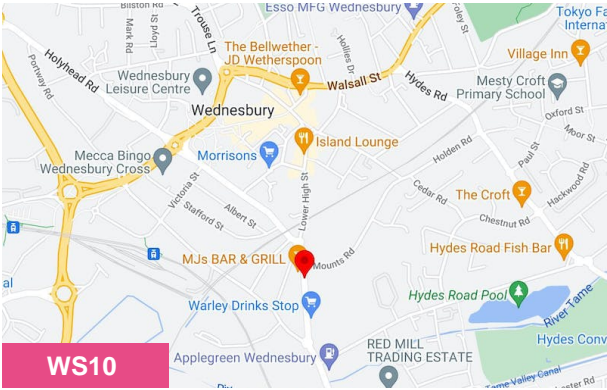 Bilston Rd
Esso MFG Wednesbury
Tokyo Fa
Internat
Trouse Ln
Mark Rd
Lloyd St
Foley St
Hollies Dr
The Bellwether -
JD Wetherspoon
Village Inn
Portway Rd
Holyhead Rd
Wednesbury
Leisure Centre
Walsall St
Hydes Rd
Mesty Croft
Primary School
Wednesbury
Oxford St
Island Lounge
Moor St
Mecca Bingo
Wednesbury Cross
Morrisons
Holden Rd
Paul St
Victoria St
Lower High St
Cedar Rd
The Croft
Hackwood Rd
Stafford St
Albert St
Chestnut Rd
MJs BAR & GRILL
Mounts Rd
Hydes Road Fish Bar
al
Warley Drinks Stop
Hydes Road Pool
River Tame
RED MILL
TRADING ESTATE
Hydes Conv
WS10
Applegreen Wednesbury
Tame Valley Canal